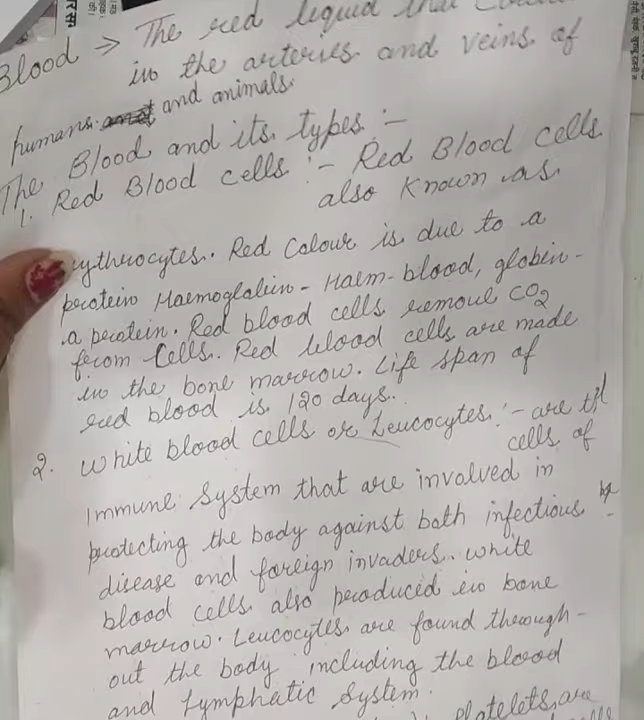 Blood → The red liquid that
in the arteries and veins of
humans and animals.
The Blood and its types :-
1. Red Blood cells :- Red Blood cells
also known as
ythrocytes. Red Colour is due to a
protein Haemoglobin - Haem-blood, globin-
a protein. Red blood cells remove CO2
from Cells. Red blood cells are made
in the bone marrow. Life span of
red blood is 120 days.
2. White blood cells or Leucocytes :- are the
cells of
Immune System that are involved in
protecting the body against both infectious
disease and foreign invaders. White
blood cells also produced in bone
marrow. Leucocytes are found through-
out the body including the blood
and Lymphatic System.
Platelets are